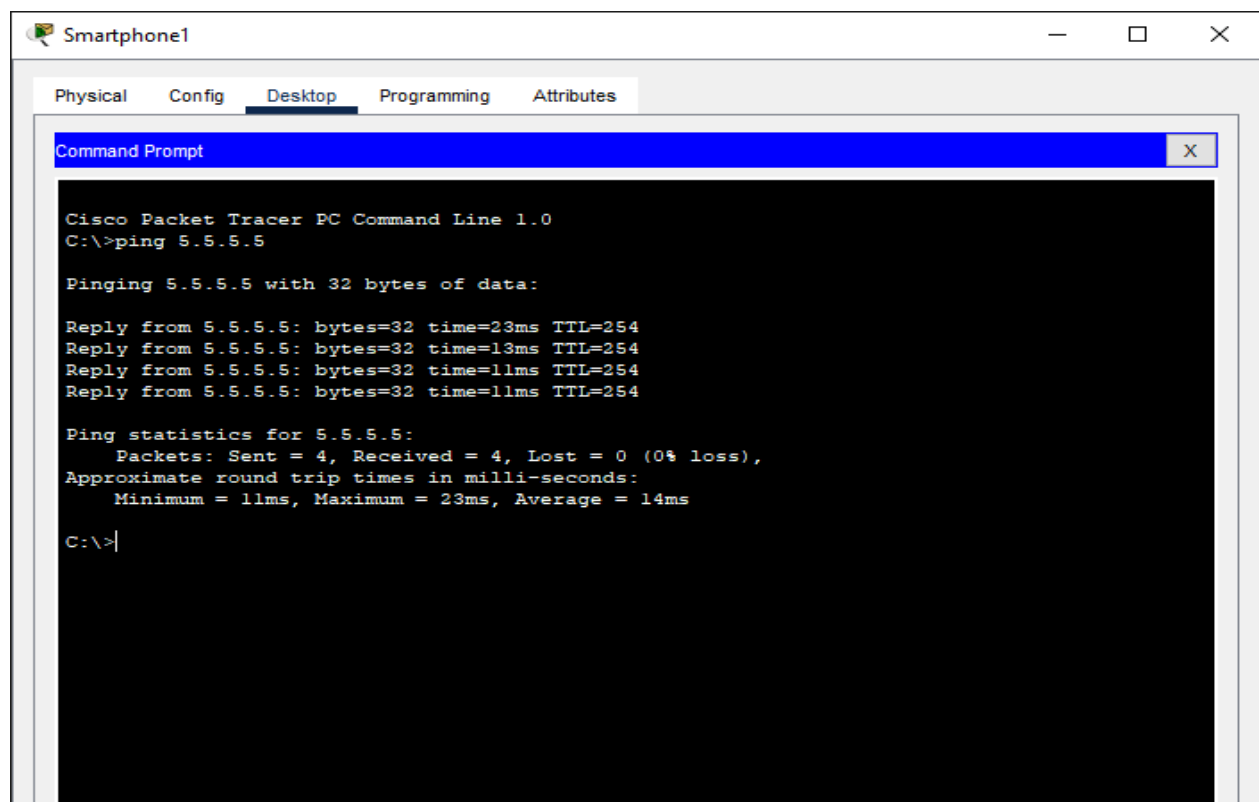 Smartphone1
Physical Config Desktop Programming Attributes
Command Prompt X
Cisco Packet Tracer PC Command Line 1.0
C:\>ping 5.5.5.5
Pinging 5.5.5.5 with 32 bytes of data:
Reply from 5.5.5.5: bytes=32 time=23ms TTL=254
Reply from 5.5.5.5: bytes=32 time=13ms TTL=254
Reply from 5.5.5.5: bytes=32 time=11ms TTL=254
Reply from 5.5.5.5: bytes=32 time=11ms TTL=254
Ping statistics for 5.5.5.5:
Packets: Sent = 4, Received = 4, Lost = 0 (0% loss),
Approximate round trip times in milli-seconds:
Minimum = 11ms, Maximum = 23ms, Average = 14ms
C:\>